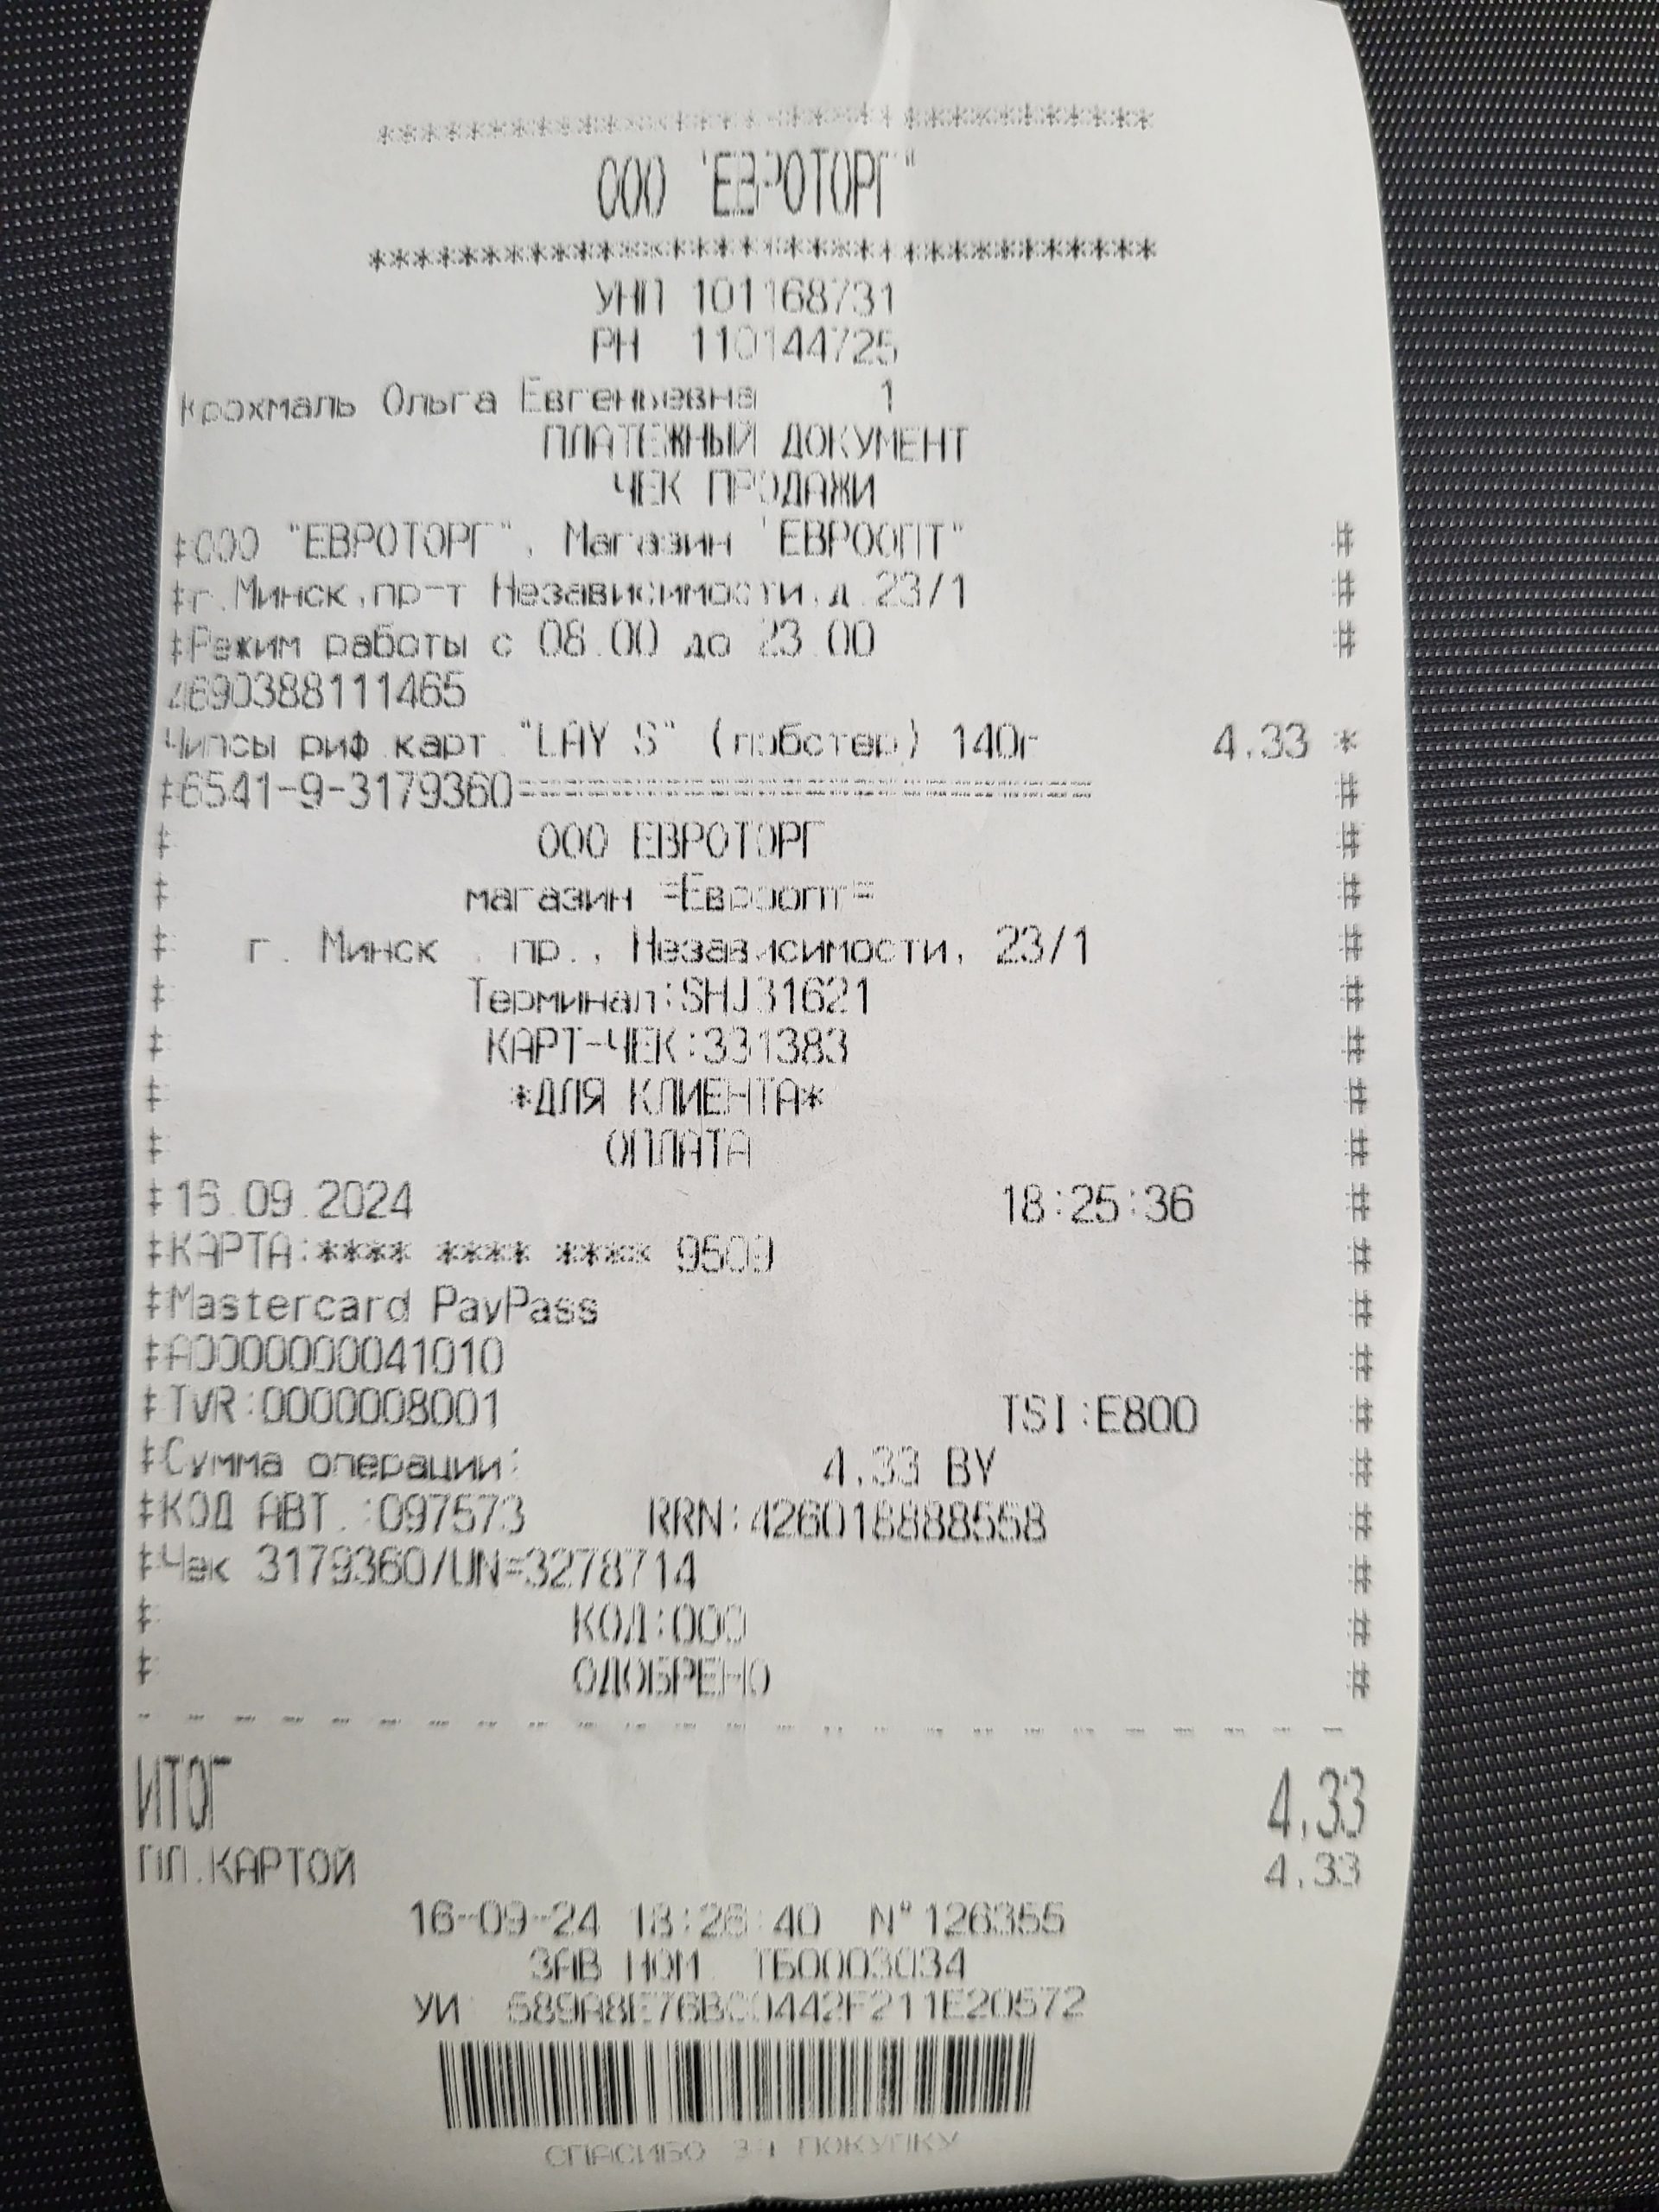 ********************************
ООО "ЕВРОТОРГ"
********************************
УНП 101168731
РН 110144725
Крохмаль Ольга Евгеньевна 1
ПЛАТЕЖНЫЙ ДОКУМЕНТ
ЧЕК ПРОДАЖИ
#ООО "ЕВРОТОРГ", Магазин "ЕВРООПТ" #
#г.Минск,пр-т Независимости,д.23/1 #
#Режим работы с 08.00 до 23.00 #
4690388111465
Чипсы риф.карт."LAY'S" (лобстер) 140г 4.33 *
#6541-9-3179360======================== #
# ООО ЕВРОТОРГ #
# магазин =Евроопт= #
# г. Минск , пр., Независимости, 23/1 #
# Терминал:SHJ31621 #
# КАРТ-ЧЕК:331383 #
# *ДЛЯ КЛИЕНТА* #
# ОПЛАТА #
#16.09.2024 18:25:36 #
#КАРТА:**** **** **** 9509 #
#Mastercard PayPass #
#A0000000041010 #
#TVR:0000008001 TSI:E800 #
#Сумма операции: 4.33 BY #
#КОД АВТ.:097573 RRN:426018888558 #
#Чек 3179360/UN=3278714 #
# КОД:000 #
# ОДОБРЕНО #
- - - - - - - - - - - - - - - - - - - - - - - - -
ИТОГ 4.33
ПЛ.КАРТОЙ 4.33
16-09-24 18:26:40 N°126355
ЗАВ.НОМ. ТБ0003034
УИ: 689A8E76BC0442F211E20572
СПАСИБО ЗА ПОКУПКУ